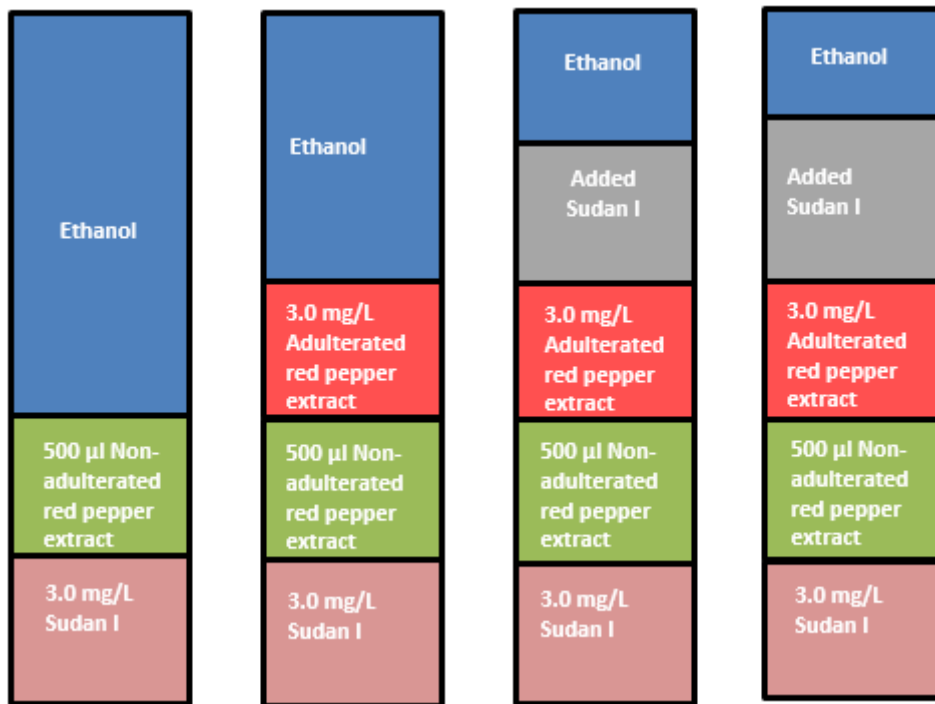 Ethanol
500 µl Non-
adulterated
red pepper
extract
3.0 mg/L
Sudan I
Ethanol
3.0 mg/L
Adulterated
red pepper
extract
500 µl Non-
adulterated
red pepper
extract
3.0 mg/L
Sudan I
Ethanol
Added
Sudan I
3.0 mg/L
Adulterated
red pepper
extract
500 µl Non-
adulterated
red pepper
extract
3.0 mg/L
Sudan I
Ethanol
Added
Sudan I
3.0 mg/L
Adulterated
red pepper
extract
500 µl Non-
adulterated
red pepper
extract
3.0 mg/L
Sudan I